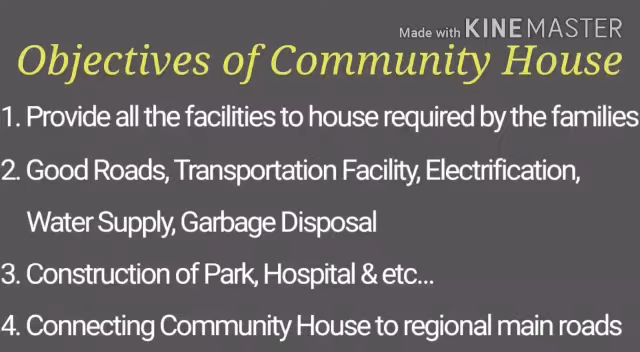 Made with KINEMASTER
Objectives of Community House
1. Provide all the facilities to house required by the families
2. Good Roads, Transportation Facility, Electrification,
Water Supply, Garbage Disposal
3. Construction of Park, Hospital & etc...
4. Connecting Community House to regional main roads